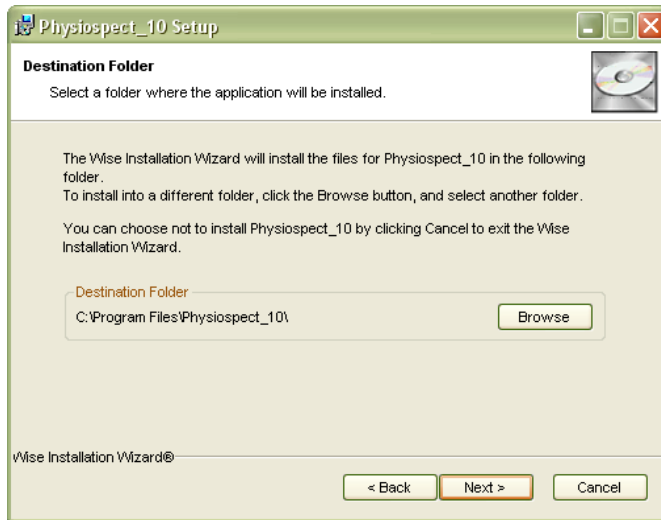 Physiospect_10 Setup
Destination Folder
Select a folder where the application will be installed.
The Wise Installation Wizard will install the files for Physiospect_10 in the following
folder.
To install into a different folder, click the Browse button, and select another folder.
You can choose not to install Physiospect_10 by clicking Cancel to exit the Wise
Installation Wizard.
Destination Folder
C:\Program Files\Physiospect_10\
Browse
Wise Installation Wizard®
< Back
Next >
Cancel